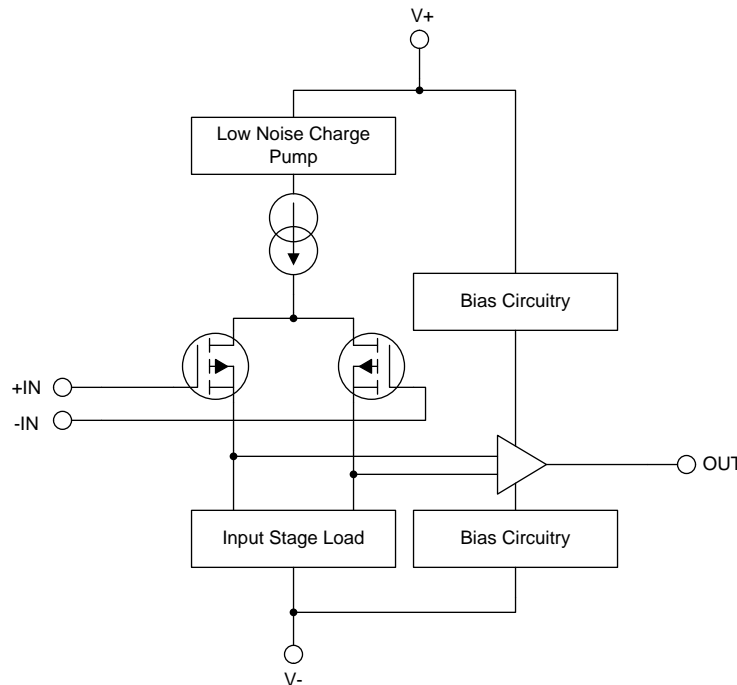 V+
Low Noise Charge
Pump
Bias Circuitry
+IN
-IN
OUT
Input Stage Load
Bias Circuitry
V-